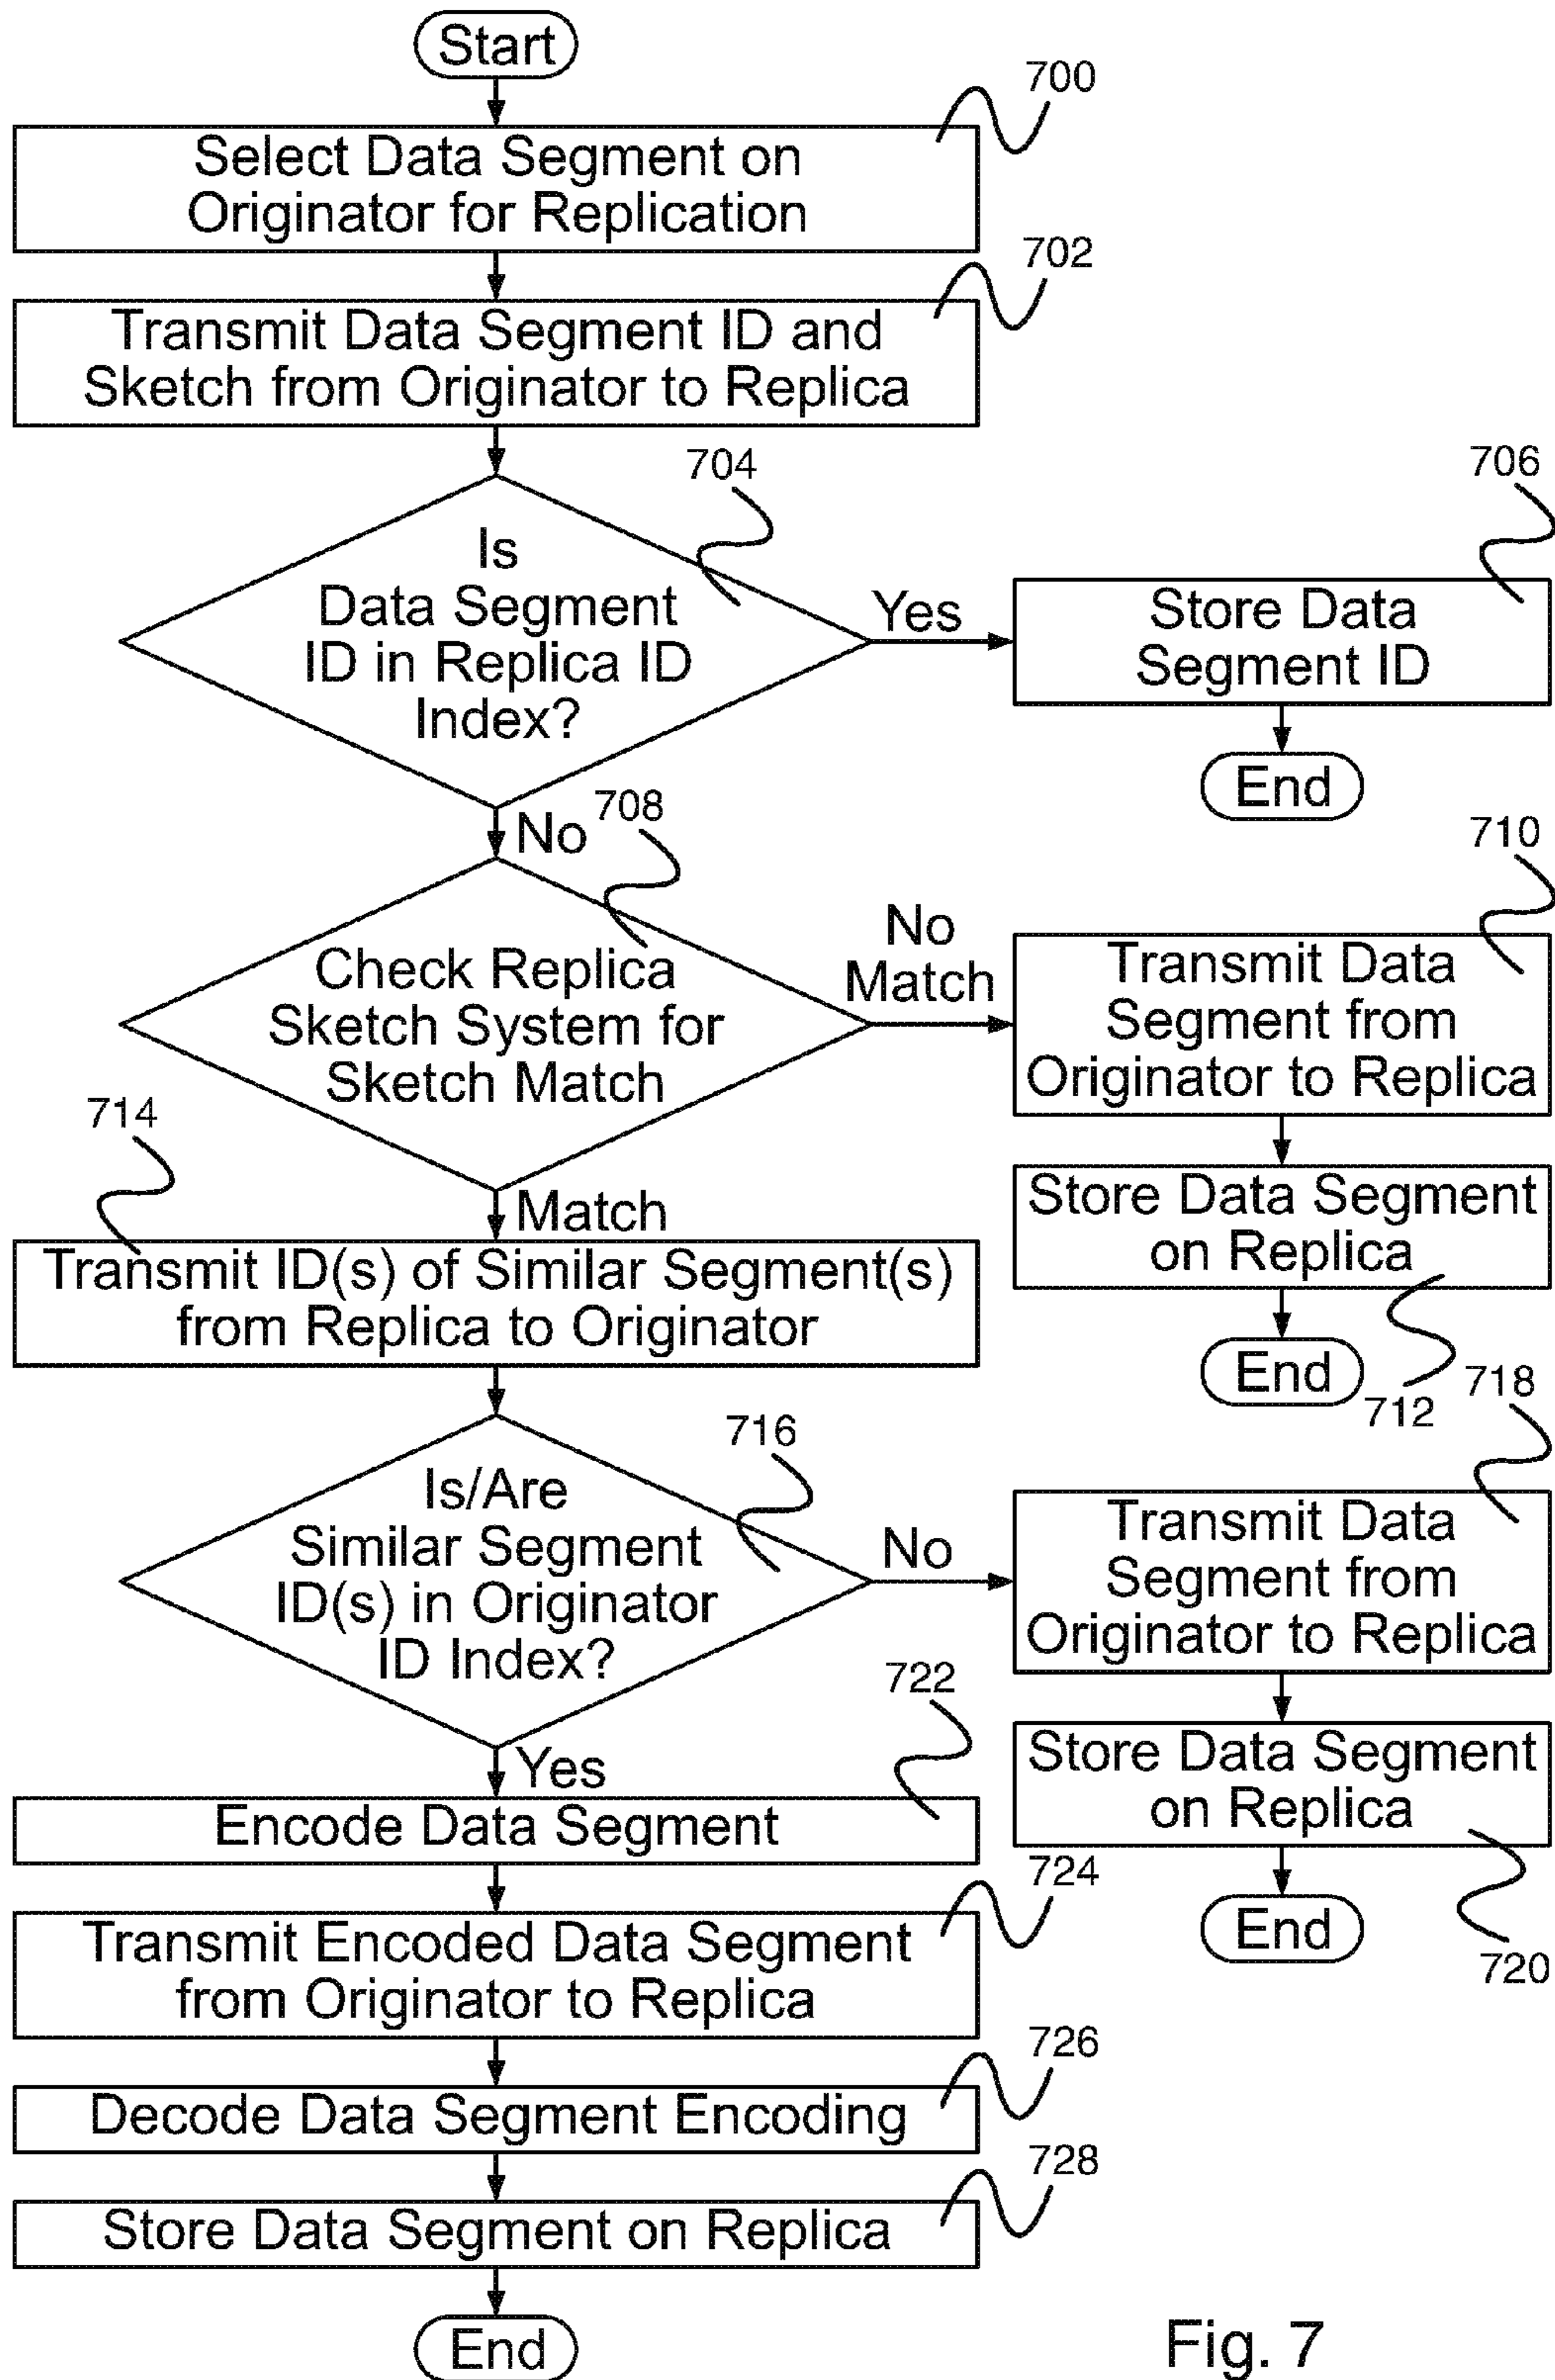 Start
700
Select Data Segment on
Originator for Replication
702
Transmit Data Segment ID and
Sketch from Originator to Replica
704
Is
Data Segment
ID in Replica ID
Index?
Yes
706
Store Data
Segment ID
End
No
708
Check Replica
Sketch System for
Sketch Match
No
Match
710
Transmit Data
Segment from
Originator to Replica
Store Data Segment
on Replica
712
End
Match
714
Transmit ID(s) of Similar Segment(s)
from Replica to Originator
716
Is/Are
Similar Segment
ID(s) in Originator
ID Index?
No
718
Transmit Data
Segment from
Originator to Replica
Store Data Segment
on Replica
720
End
Yes
722
Encode Data Segment
724
Transmit Encoded Data Segment
from Originator to Replica
726
Decode Data Segment Encoding
728
Store Data Segment on Replica
End
Fig. 7